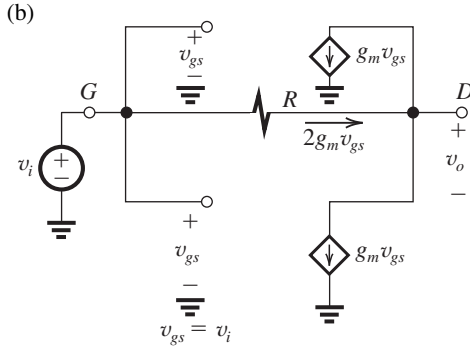 (b)
+
v_gs
−
g_m v_gs
G
R
D
2g_m v_gs
+
v_o
−
v_i
+
−
+
v_gs
−
g_m v_gs
v_gs = v_i